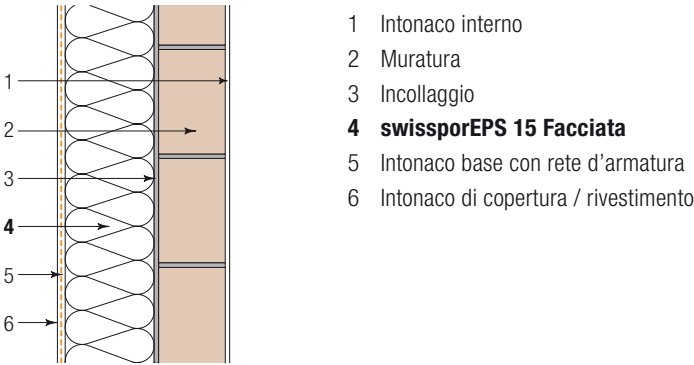 1
2
3
4
5
6
1 Intonaco interno
2 Muratura
3 Incollaggio
4 swissporEPS 15 Facciata
5 Intonaco base con rete d’armatura
6 Intonaco di copertura / rivestimento